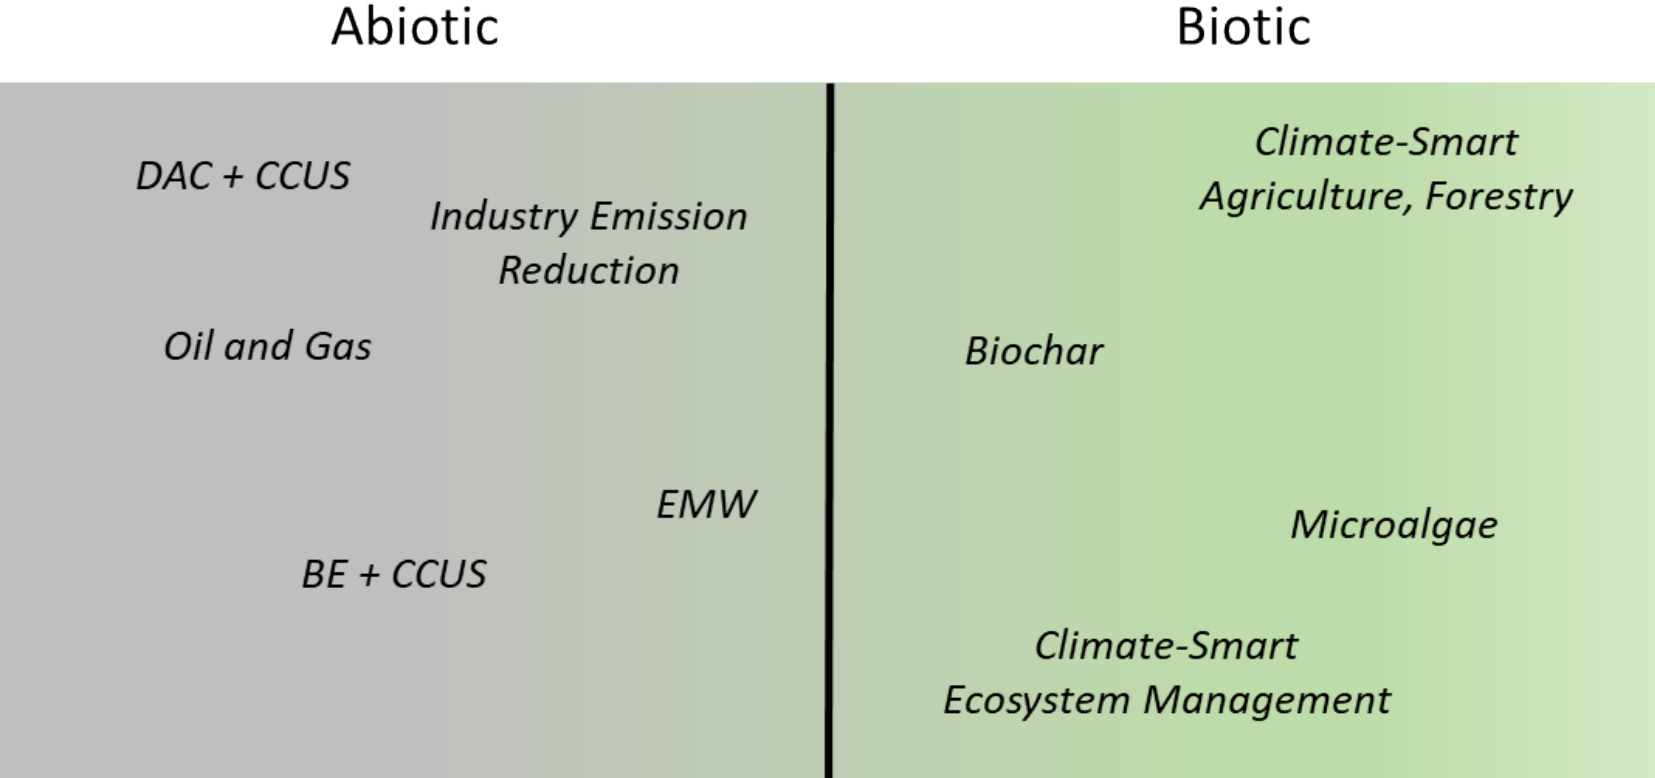 Abiotic
Biotic
DAC + CCUS
Industry Emission
Reduction
Oil and Gas
EMW
BE + CCUS
Climate-Smart
Agriculture, Forestry
Biochar
Microalgae
Climate-Smart
Ecosystem Management